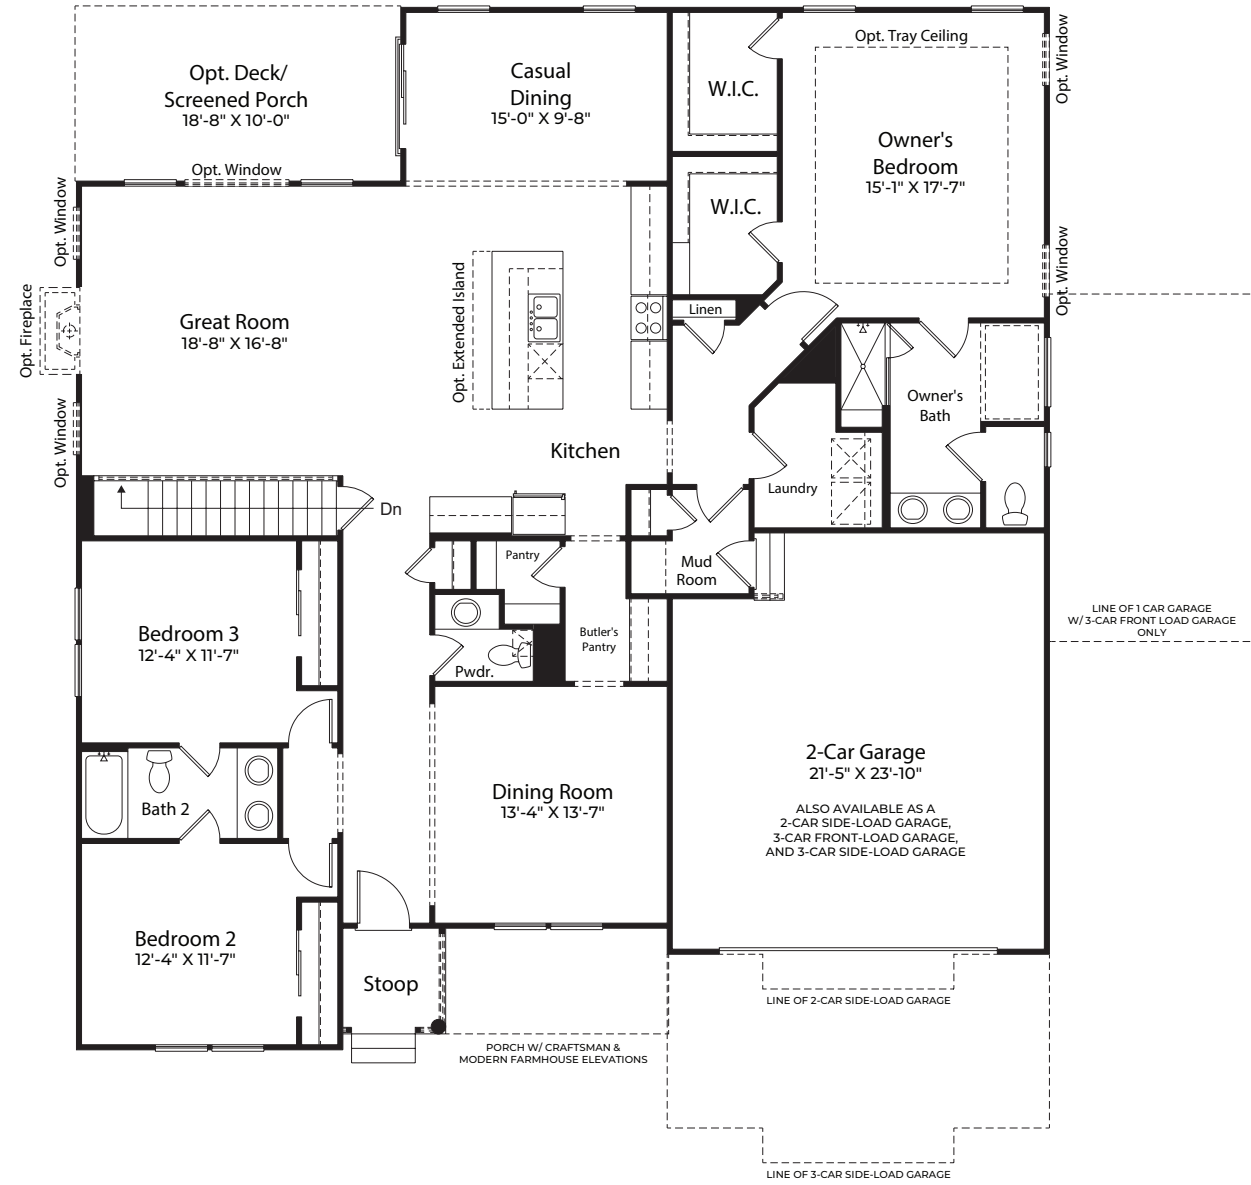 Opt. Deck/
Screened Porch
18'-8" X 10'-0"
Casual
Dining
15'-0" X 9'-8"
W.I.C.
Opt. Tray Ceiling
Owner's
Bedroom
15'-1" X 17'-7"
Opt. Window
Opt. Window
Opt. Window
W.I.C.
Opt. Window
Opt. Fireplace
Great Room
18'-8" X 16'-8"
Opt. Extended Island
Linen
Opt. Window
Kitchen
Owner's
Bath
Laundry
Dn
Pantry
Mud
Room
Butler's
Pantry
Pwdr.
Bedroom 3
12'-4" X 11'-7"
LINE OF 1 CAR GARAGE
W/ 3-CAR FRONT LOAD GARAGE
ONLY
Bath 2
Dining Room
13'-4" X 13'-7"
2-Car Garage
21'-5" X 23'-10"
ALSO AVAILABLE AS A
2-CAR SIDE-LOAD GARAGE,
3-CAR FRONT-LOAD GARAGE,
AND 3-CAR SIDE-LOAD GARAGE
Bedroom 2
12'-4" X 11'-7"
Stoop
PORCH W/ CRAFTSMAN &
MODERN FARMHOUSE ELEVATIONS
LINE OF 2-CAR SIDE-LOAD GARAGE
LINE OF 3-CAR SIDE-LOAD GARAGE